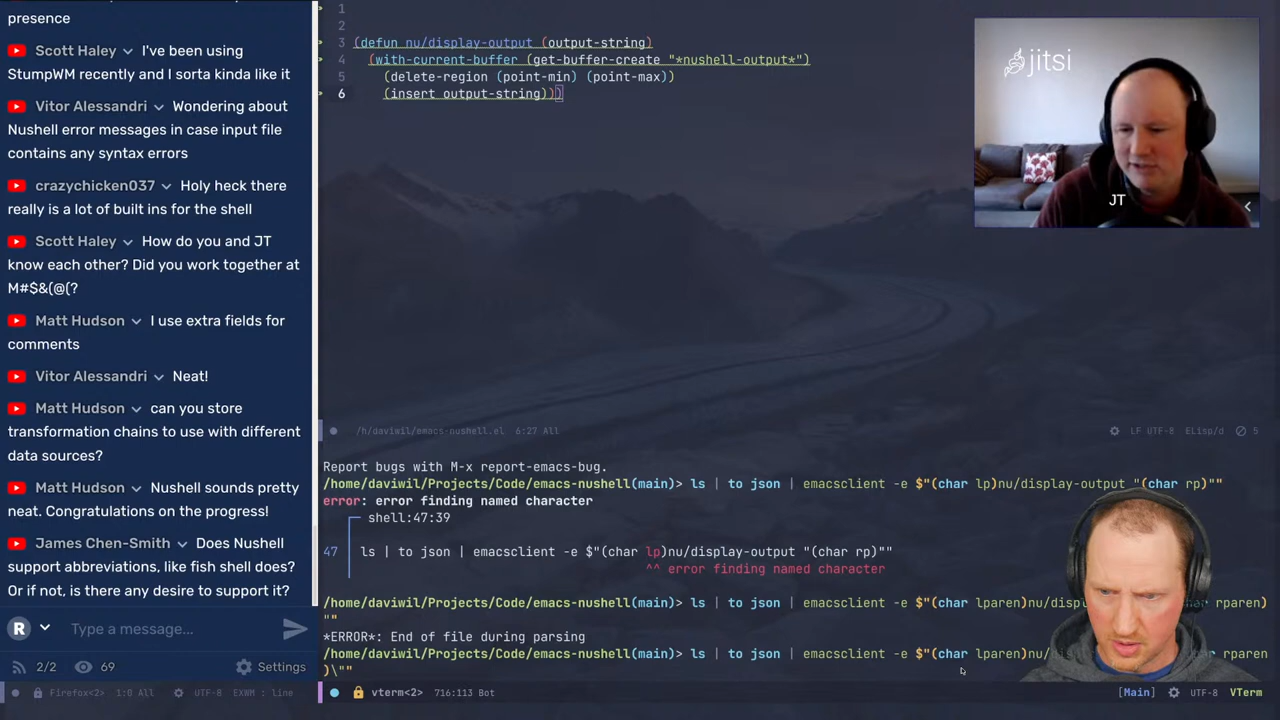 presence
Scott Haley I've been using
StumpWM recently and I sorta kinda like it
Vitor Alessandri Wondering about
Nushell error messages in case input file
contains any syntax errors
crazychicken037 Holy heck there
really is a lot of built ins for the shell
Scott Haley How do you and JT
know each other? Did you work together at
M#$&(@(?
Matt Hudson I use extra fields for
comments
Vitor Alessandri Neat!
Matt Hudson can you store
transformation chains to use with different
data sources?
Matt Hudson Nushell sounds pretty
neat. Congratulations on the progress!
James Chen-Smith Does Nushell
support abbreviations, like fish shell does?
Or if not, is there any desire to support it?
R Type a message...
2/2 69 Settings
Firefox<2> 1:0 All UTF-8 EXWM : line
1
2
3 (defun nu/display-output (output-string)
4 (with-current-buffer (get-buffer-create "*nushell-output*")
5 (delete-region (point-min) (point-max))
6 (insert output-string)))
jitsi
JT
/h/daviwil/emacs-nushell.el 6:27 All LF UTF-8 ELisp/d 5
Report bugs with M-x report-emacs-bug.
/home/daviwil/Projects/Code/emacs-nushell(main)> ls | to json | emacsclient -e $"(char lp)nu/display-output "(char rp)""
error: error finding named character
shell:47:39
47 ls | to json | emacsclient -e $"(char lp)nu/display-output "(char rp)""
^^ error finding named character
/home/daviwil/Projects/Code/emacs-nushell(main)> ls | to json | emacsclient -e $"(char lparen)nu/displ rparen)
""
*ERROR*: End of file during parsing
/home/daviwil/Projects/Code/emacs-nushell(main)> ls | to json | emacsclient -e $"(char lparen)nu/ rparen
)\""
vterm<2> 716:113 Bot [Main] UTF-8 VTerm